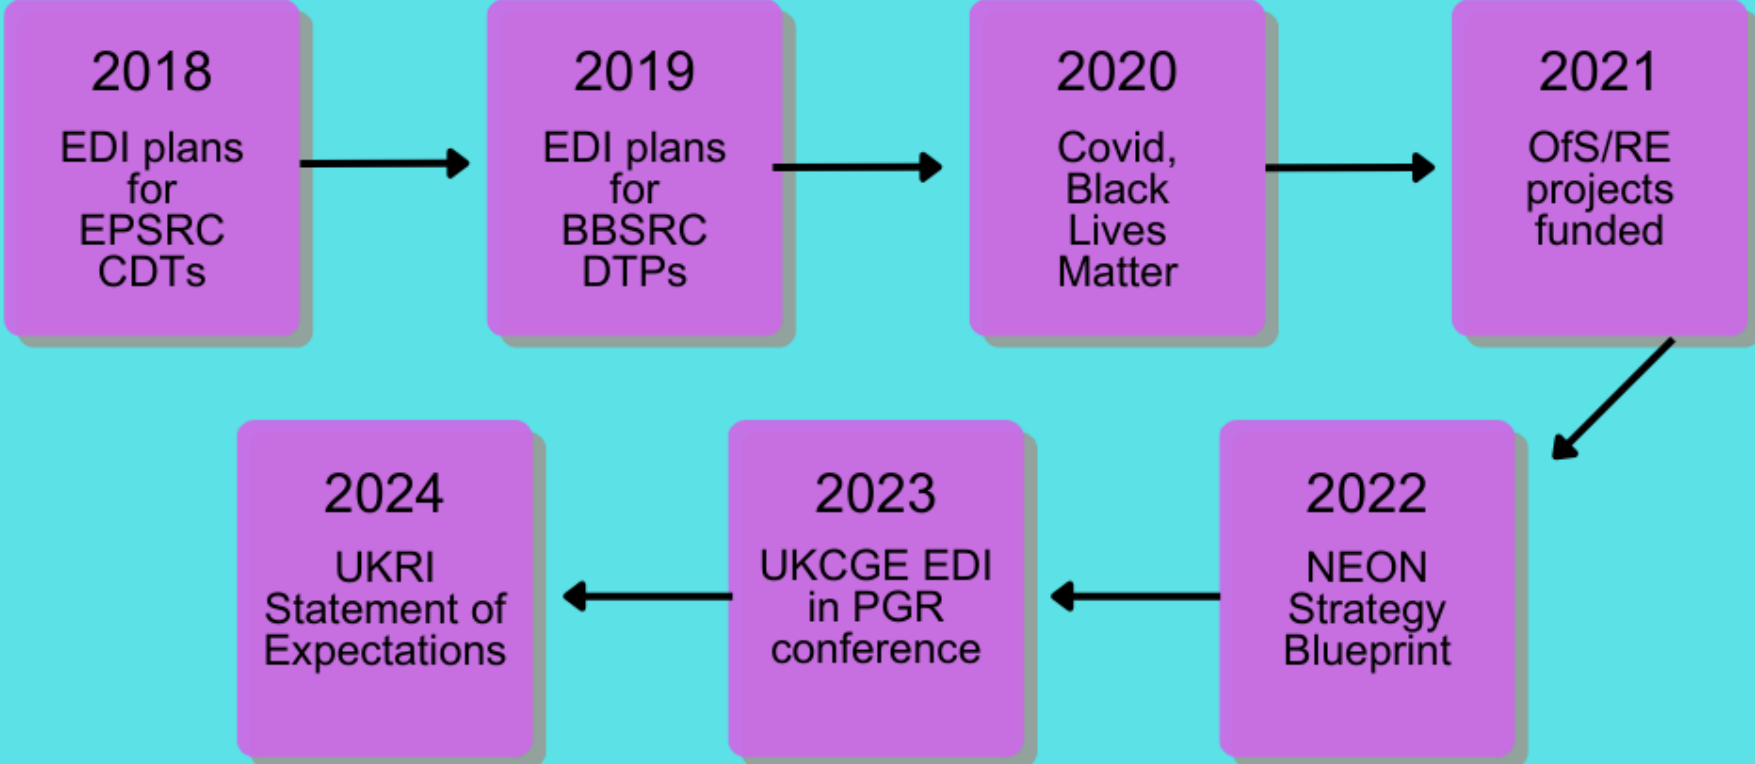 2018
EDI plans
for
EPSRC
CDTs
2019
EDI plans
for
BBSRC
DTPs
2020
Covid,
Black
Lives
Matter
2021
OfS/RE
projects
funded
2022
NEON
Strategy
Blueprint
2023
UKCGE EDI
in PGR
conference
2024
UKRI
Statement of
Expectations